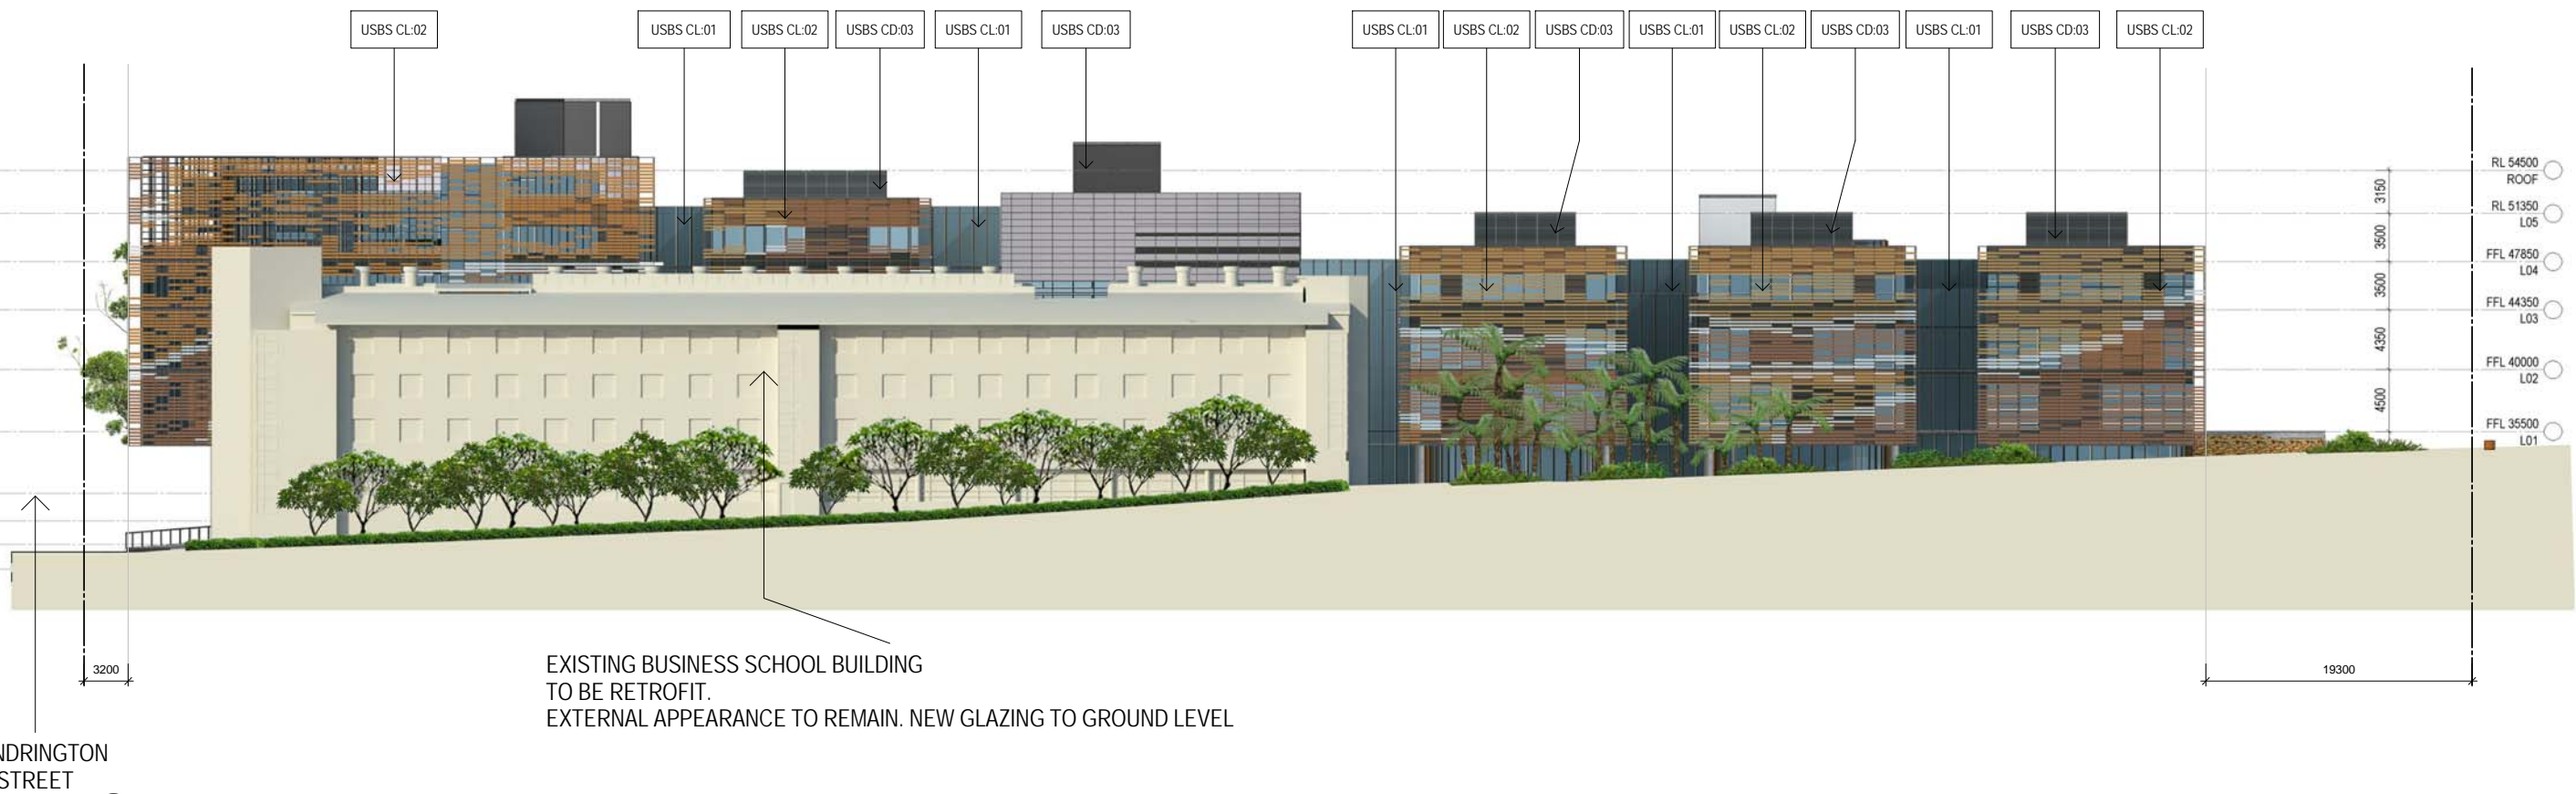 USBS CL:02
USBS CL:01
USBS CL:02
USBS CD:03
USBS CL:01
USBS CD:03
USBS CL:01
USBS CL:02
USBS CD:03
USBS CL:01
USBS CL:02
USBS CD:03
USBS CL:01
USBS CD:03
USBS CL:02
RL 54500
ROOF
3150
RL 51350
L05
3500
FFL 47850
L04
3500
FFL 44350
L03
4350
FFL 40000
L02
4500
FFL 35500
L01
3200
19300
EXISTING BUSINESS SCHOOL BUILDING
TO BE RETROFIT.
EXTERNAL APPEARANCE TO REMAIN. NEW GLAZING TO GROUND LEVEL
NDRINGTON
STREET